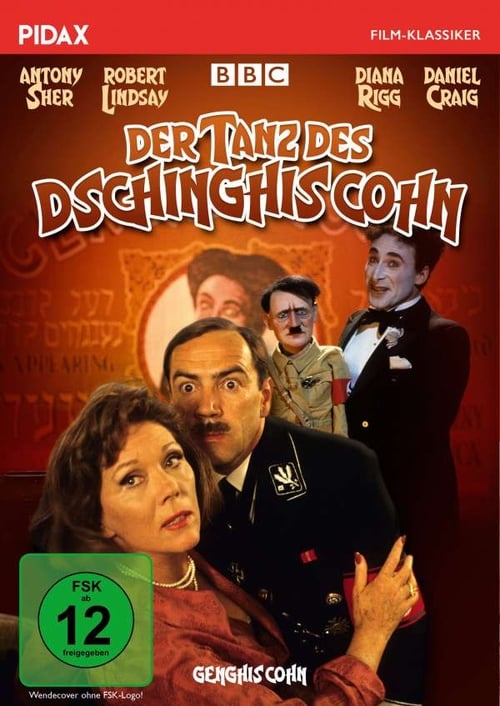 PIDAX
FILM-KLASSIKER
ANTONY SHER
ROBERT LINDSAY
BBC
DIANA RIGG
DANIEL CRAIG
DER TANZ DES
DSCHINGHIS COHN
APPEARING
FSK
ab
12
freigegeben
Wendecover ohne FSK-Logo!
GENGHIS COHN